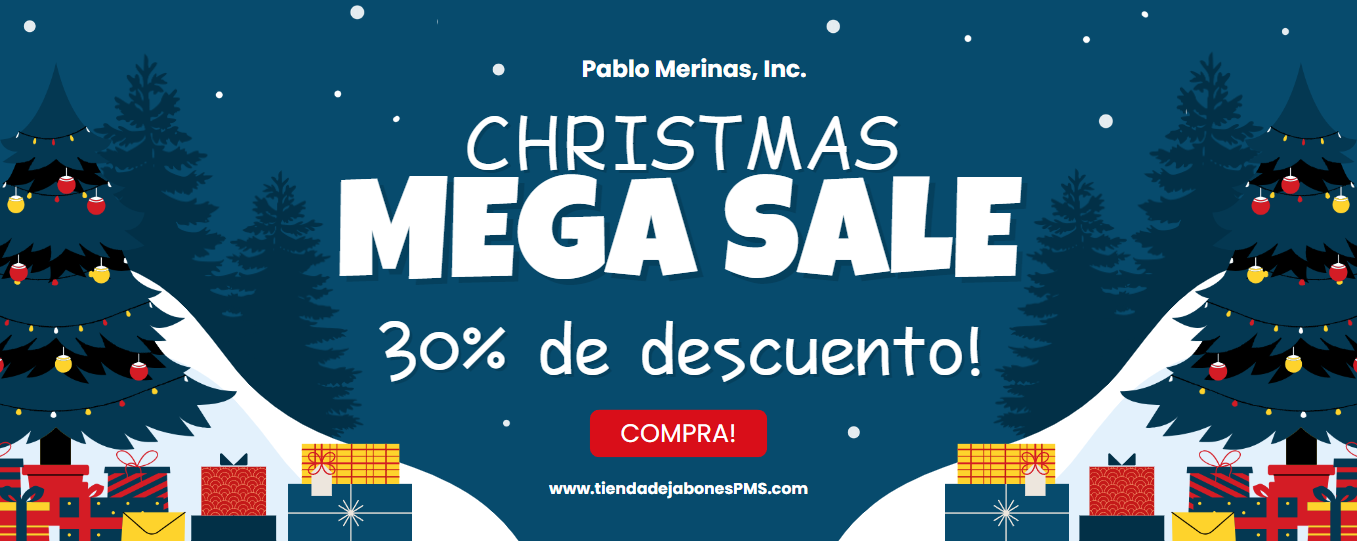 Pablo Merinas, Inc.
CHRISTMAS
MEGA SALE
30% de descuento!
COMPRA!
www.tiendadejabonesPMS.com